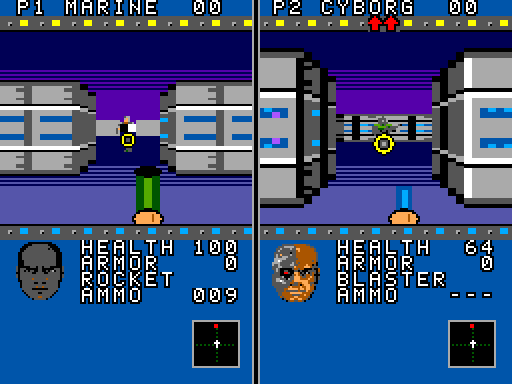 P1 MARINE 00
HEALTH 100
ARMOR 0
ROCKET
AMMO 009
P2 CYBORG 00
HEALTH 64
ARMOR 0
BLASTER
AMMO ---